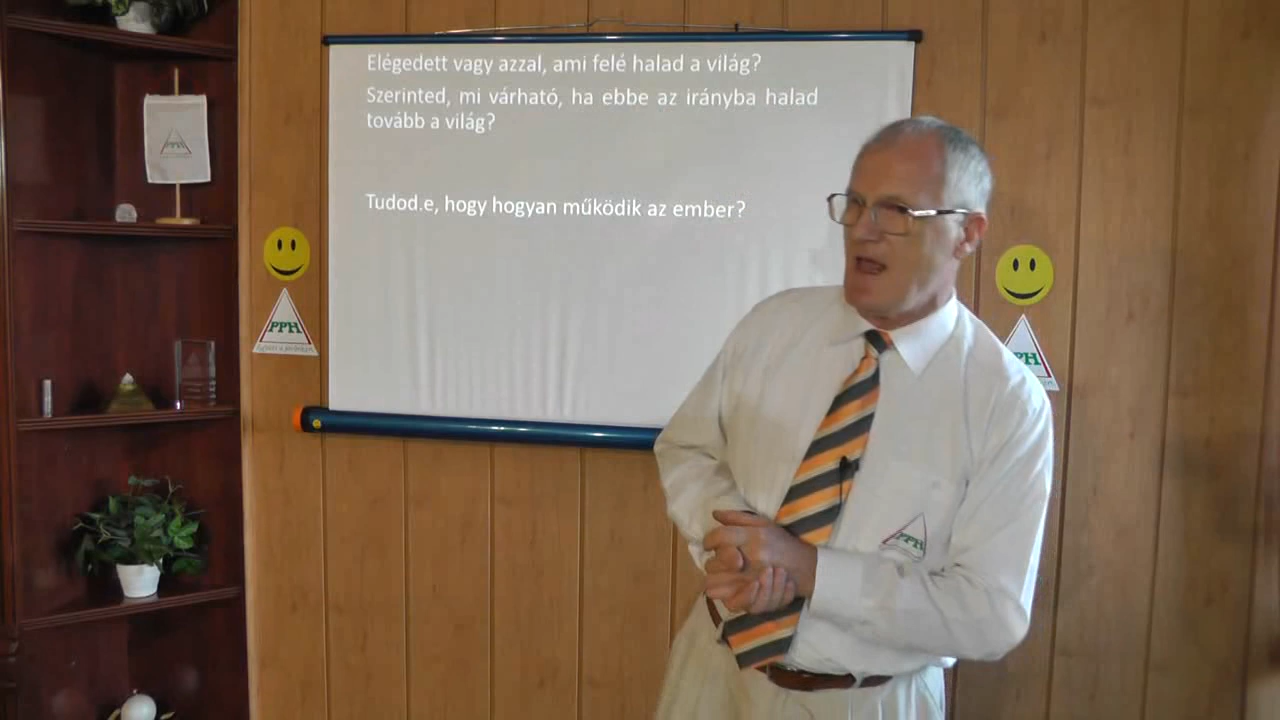 Elégedett vagy azzal, ami felé halad a világ?
Szerinted, mi várható, ha ebbe az irányba halad
tovább a világ?
Tudod.e, hogy hogyan működik az ember?
PPH
PPH
PH
PPH